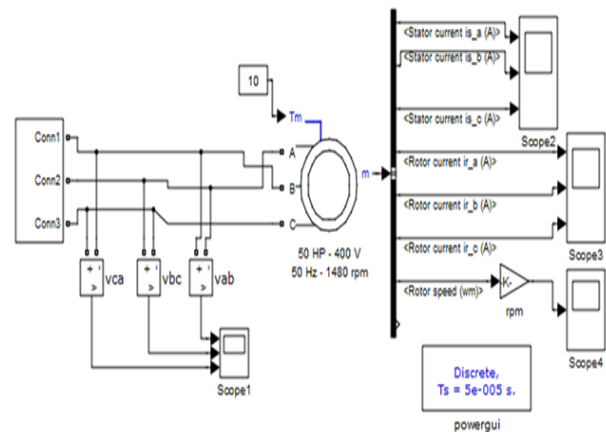 <Stator current is_a (A)>
<Stator current is_b (A)>
<Stator current is_c (A)>
Scope2
10
Tm
Conn1
Conn2
Conn3
A
B
C
m
<Rotor current ir_a (A)>
<Rotor current ir_b (A)>
<Rotor current ir_c (A)>
Scope3
50 HP - 400 V
50 Hz - 1480 rpm
+
-
v
vca
+
-
v
vbc
+
-
v
vab
<Rotor speed (wm)>
-K-
rpm
Scope4
Scope1
Discrete,
Ts = 5e-005 s.
powergui